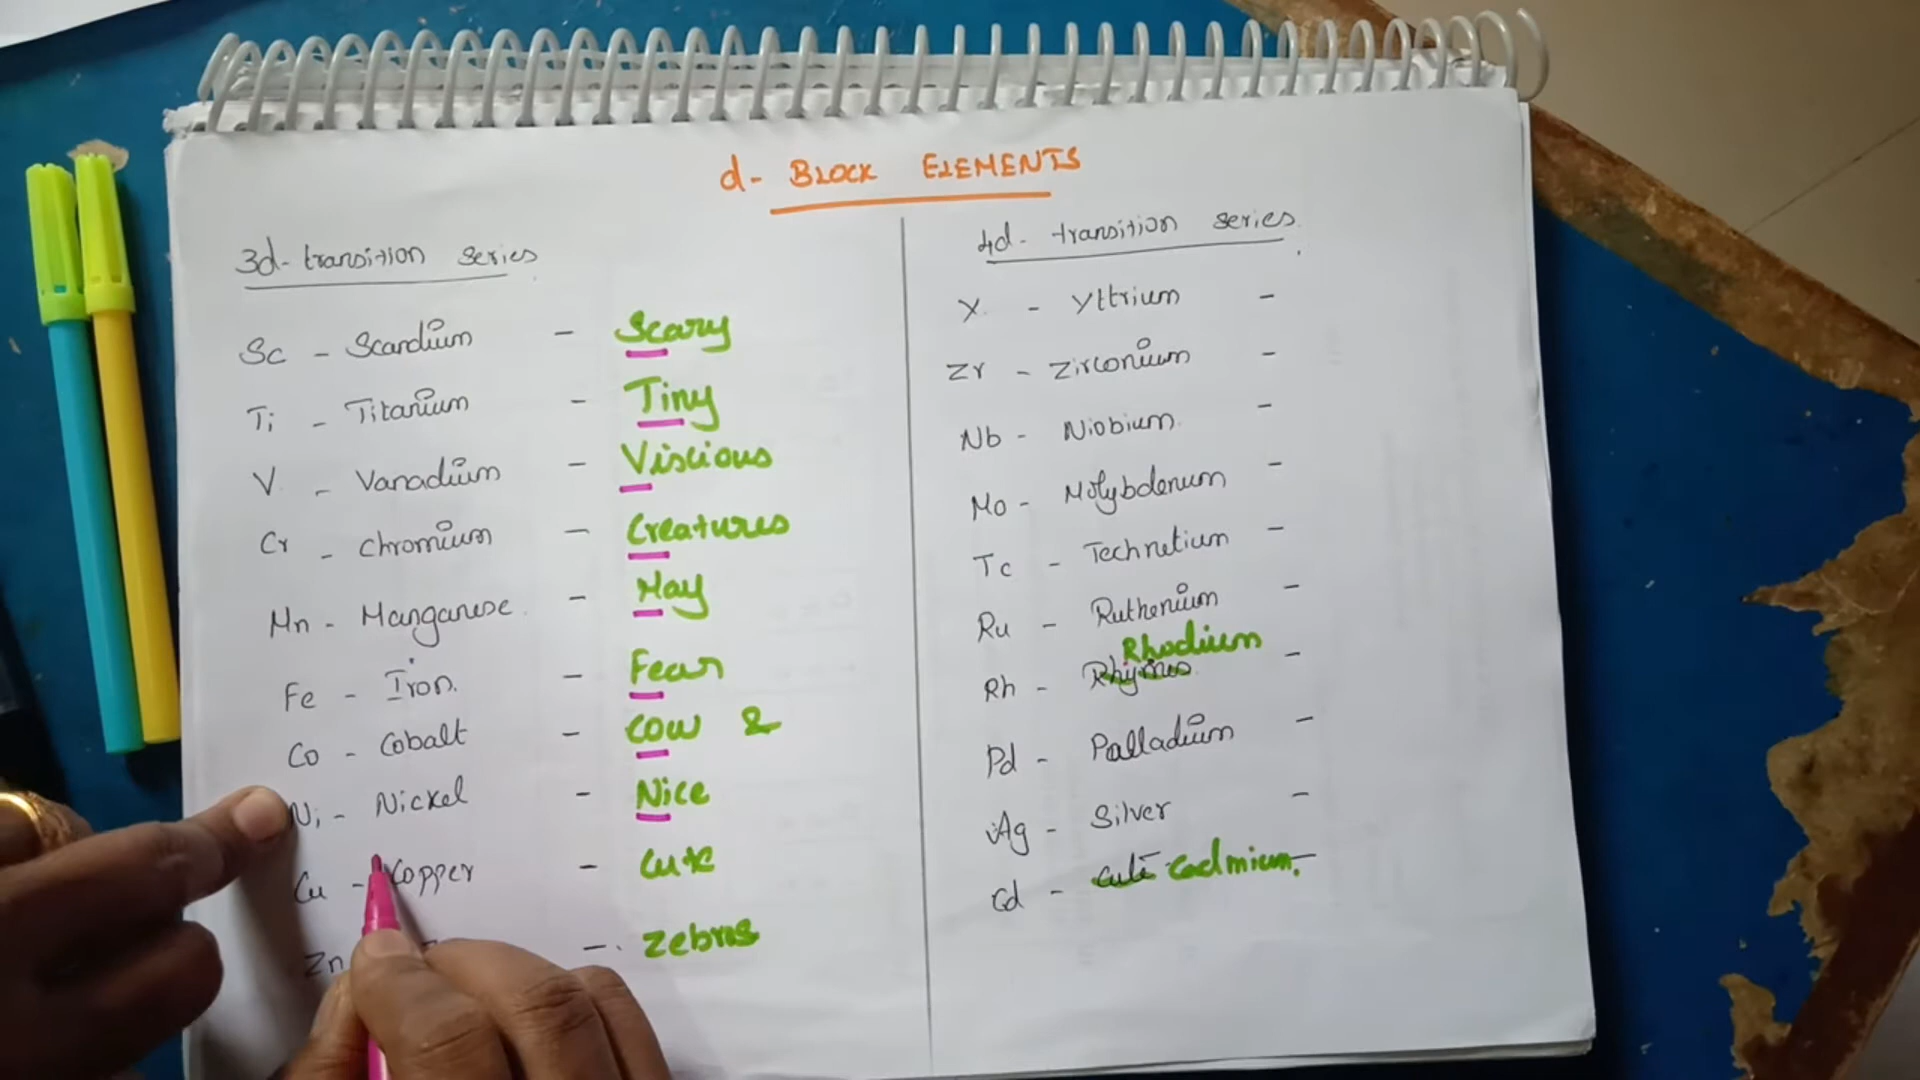 d- BLOCK ELEMENTS
3d- transition series
Sc - Scandium - Scary
Ti - Titanium - Tiny
V - Vanadium - Viscious
Cr - Chromium - Creatures
Mn - Manganese - May
Fe - Iron - Fear
Co - Cobalt - Cow &
Ni - Nickel - Nice
Cu - Copper - Cute
Zn - Zebras
4d- transition series
Y - Yttrium -
Zr - Zirconium -
Nb - Niobium -
Mo - Molybdenum -
Tc - Technetium -
Ru - Ruthenium -
Rhodium
Rh - Rhymes -
Pd - Palladium -
Ag - Silver -
Cd - Cute Cadmium -